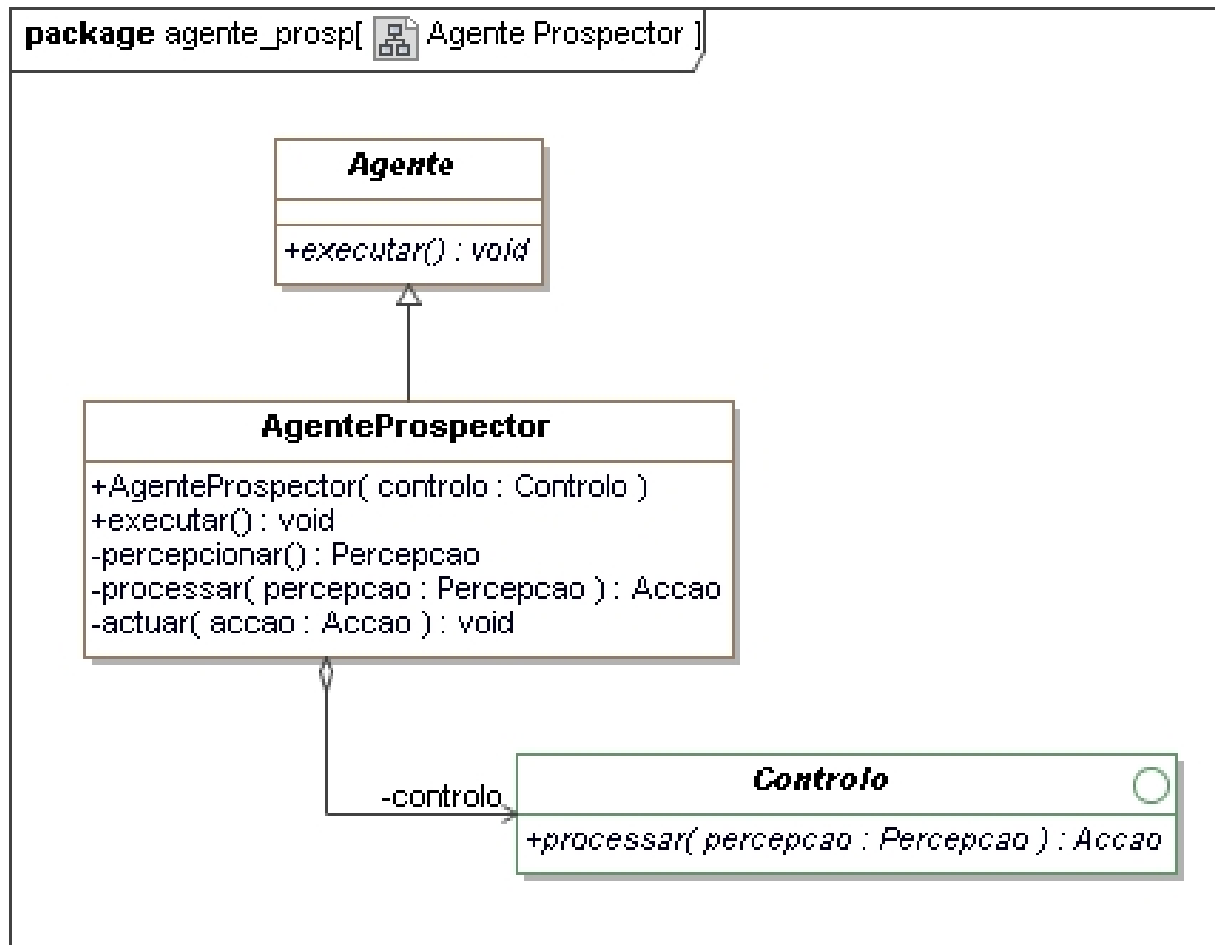 package agente_prosp[ Agente Prospector ]
Agente
+executar() : void
AgenteProspector
+AgenteProspector( controlo : Controlo )
+executar() : void
-percepcionar() : Percepcao
-processar( percepcao : Percepcao ) : Accao
-actuar( accao : Accao ) : void
-controlo
Controlo
+processar( percepcao : Percepcao ) : Accao